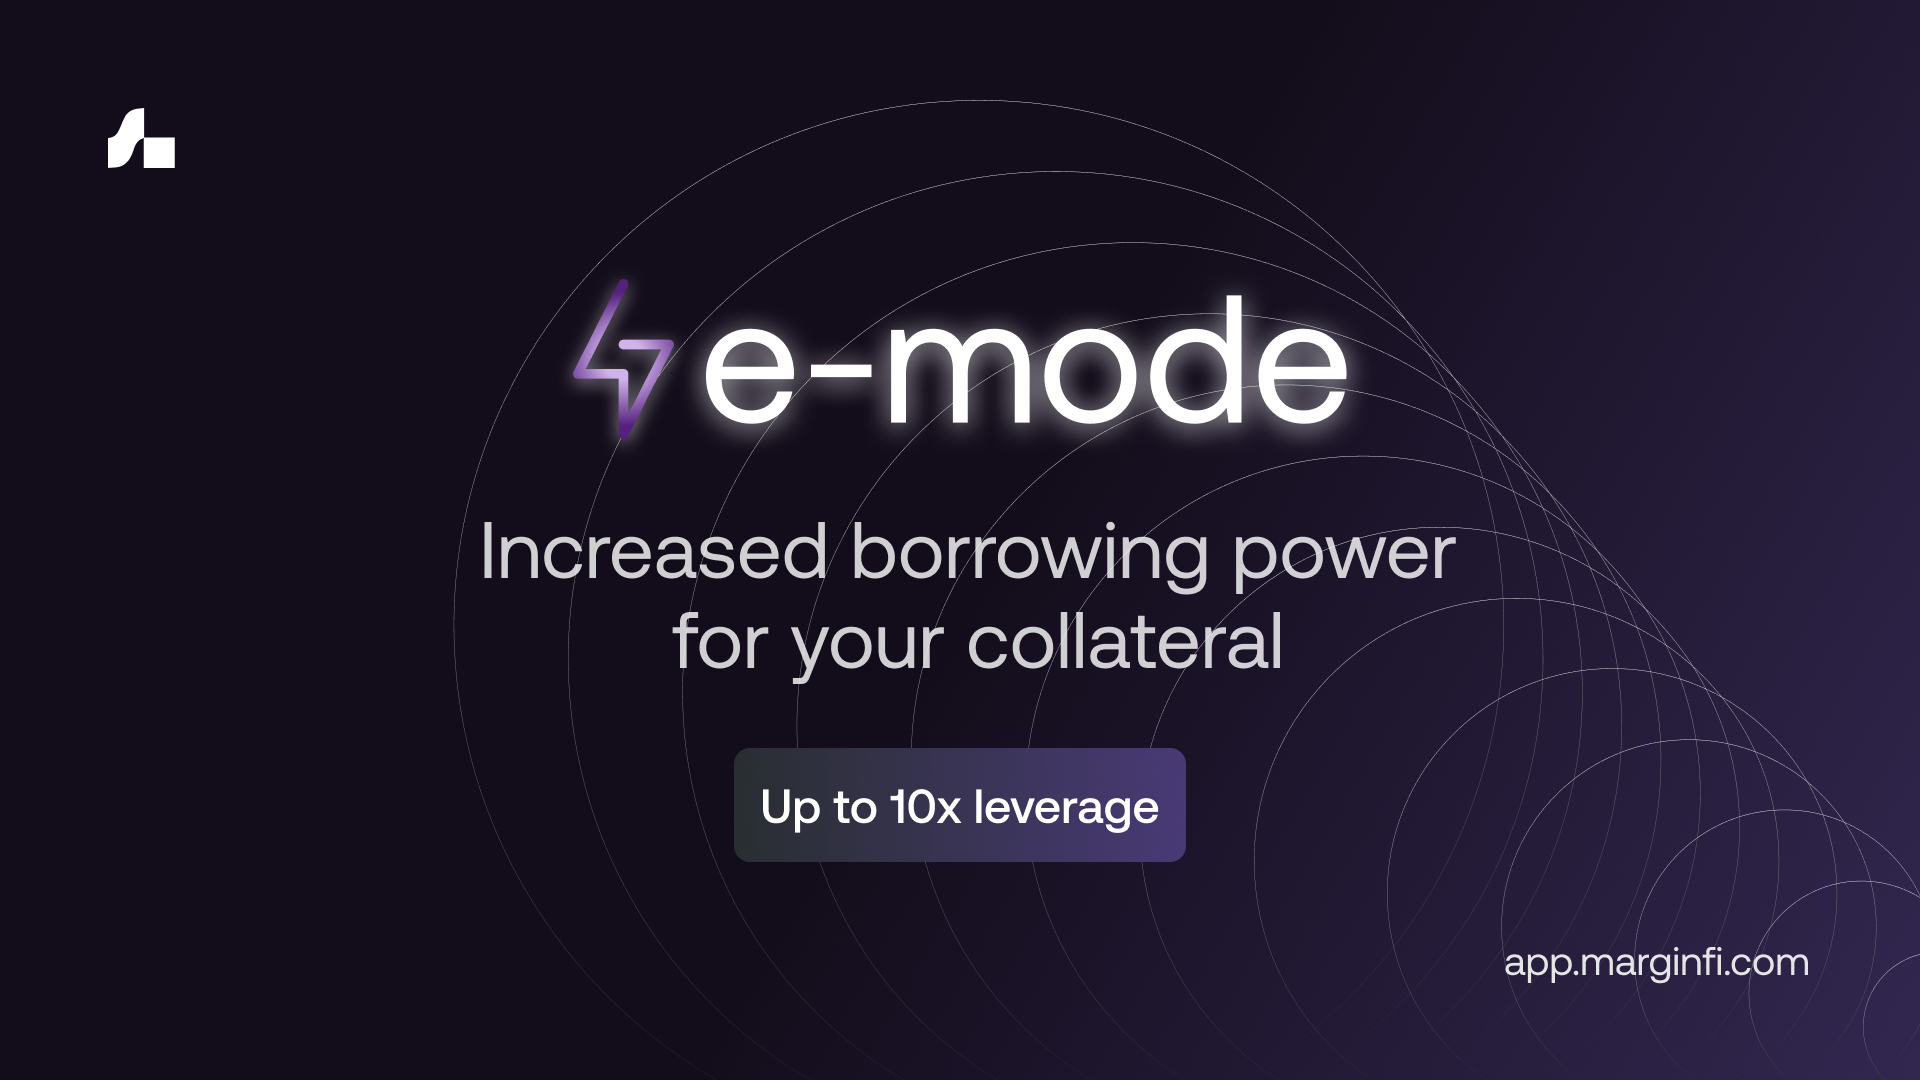 e-mode
Increased borrowing power
for your collateral
Up to 10x leverage
app.marginfi.com